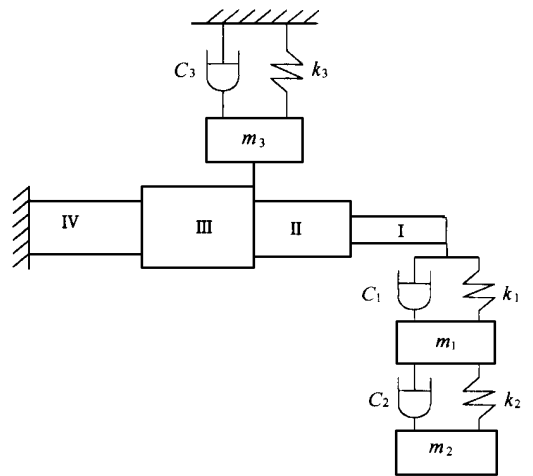 C₃
k₃
m₃
IV
III
II
I
C₁
k₁
m₁
C₂
k₂
m₂